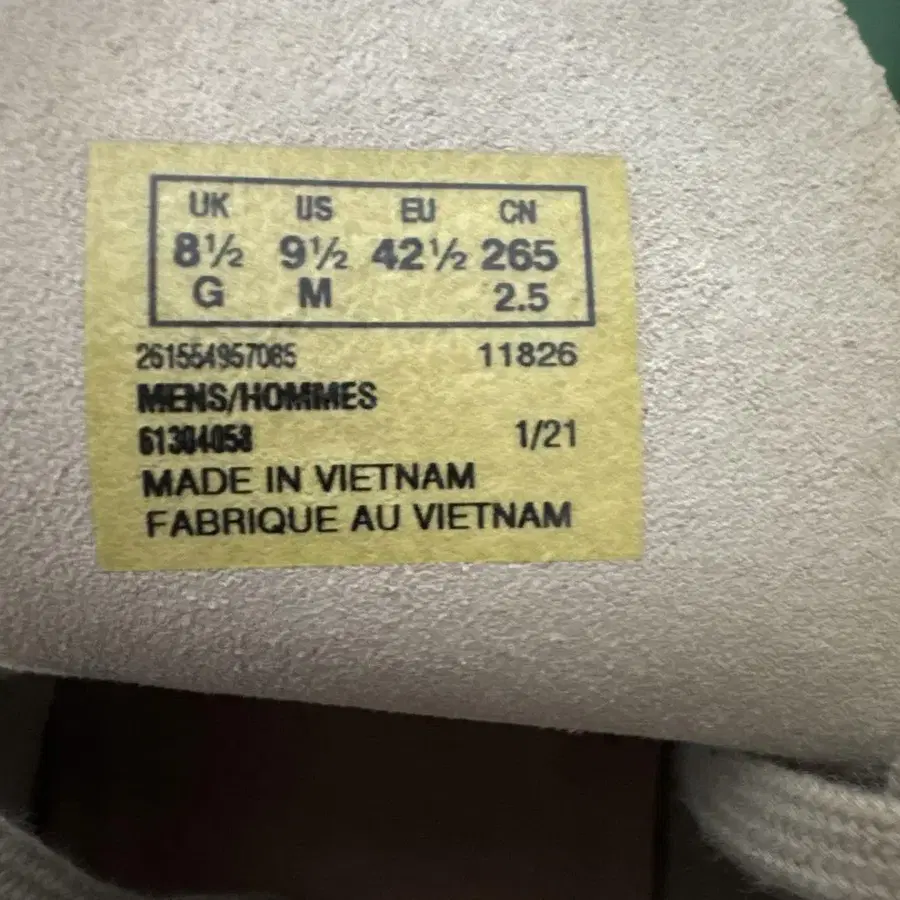 UK US EU CN
8½ 9½ 42½ 265
G M 2.5
261554957085 11826
MENS/HOMMES
61304058 1/21
MADE IN VIETNAM
FABRIQUE AU VIETNAM